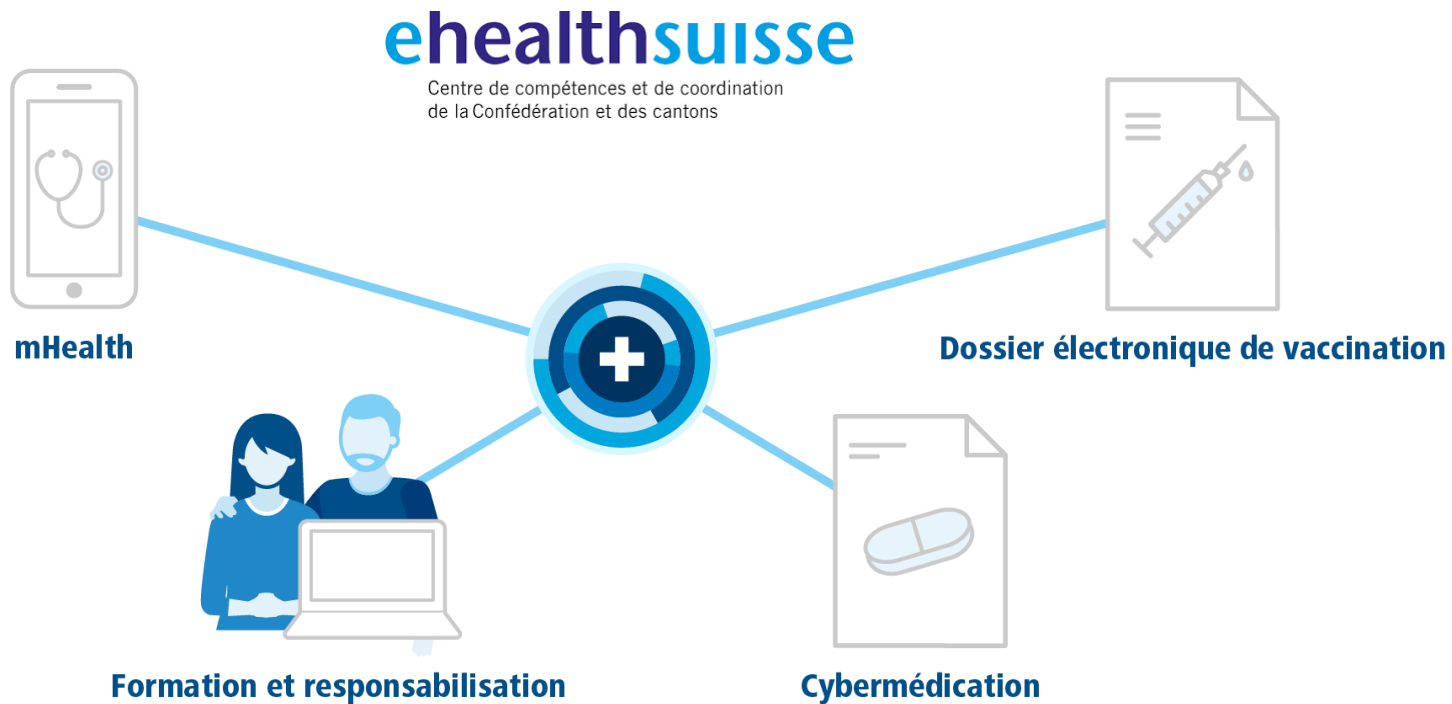 ehealthsuisse
Centre de compétences et de coordination
de la Confédération et des cantons
mHealth
Dossier électronique de vaccination
Formation et responsabilisation
Cybermédication